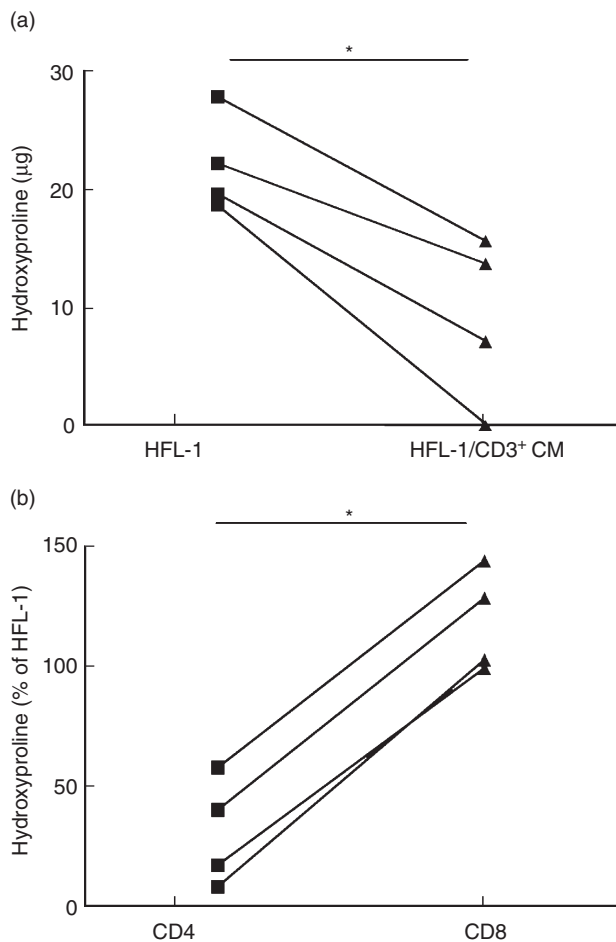 (a)
*
30
20
10
0
Hydroxyproline (µg)
HFL-1 HFL-1/CD3⁺ CM
(b)
*
150
100
50
0
Hydroxyproline (% of HFL-1)
CD4 CD8